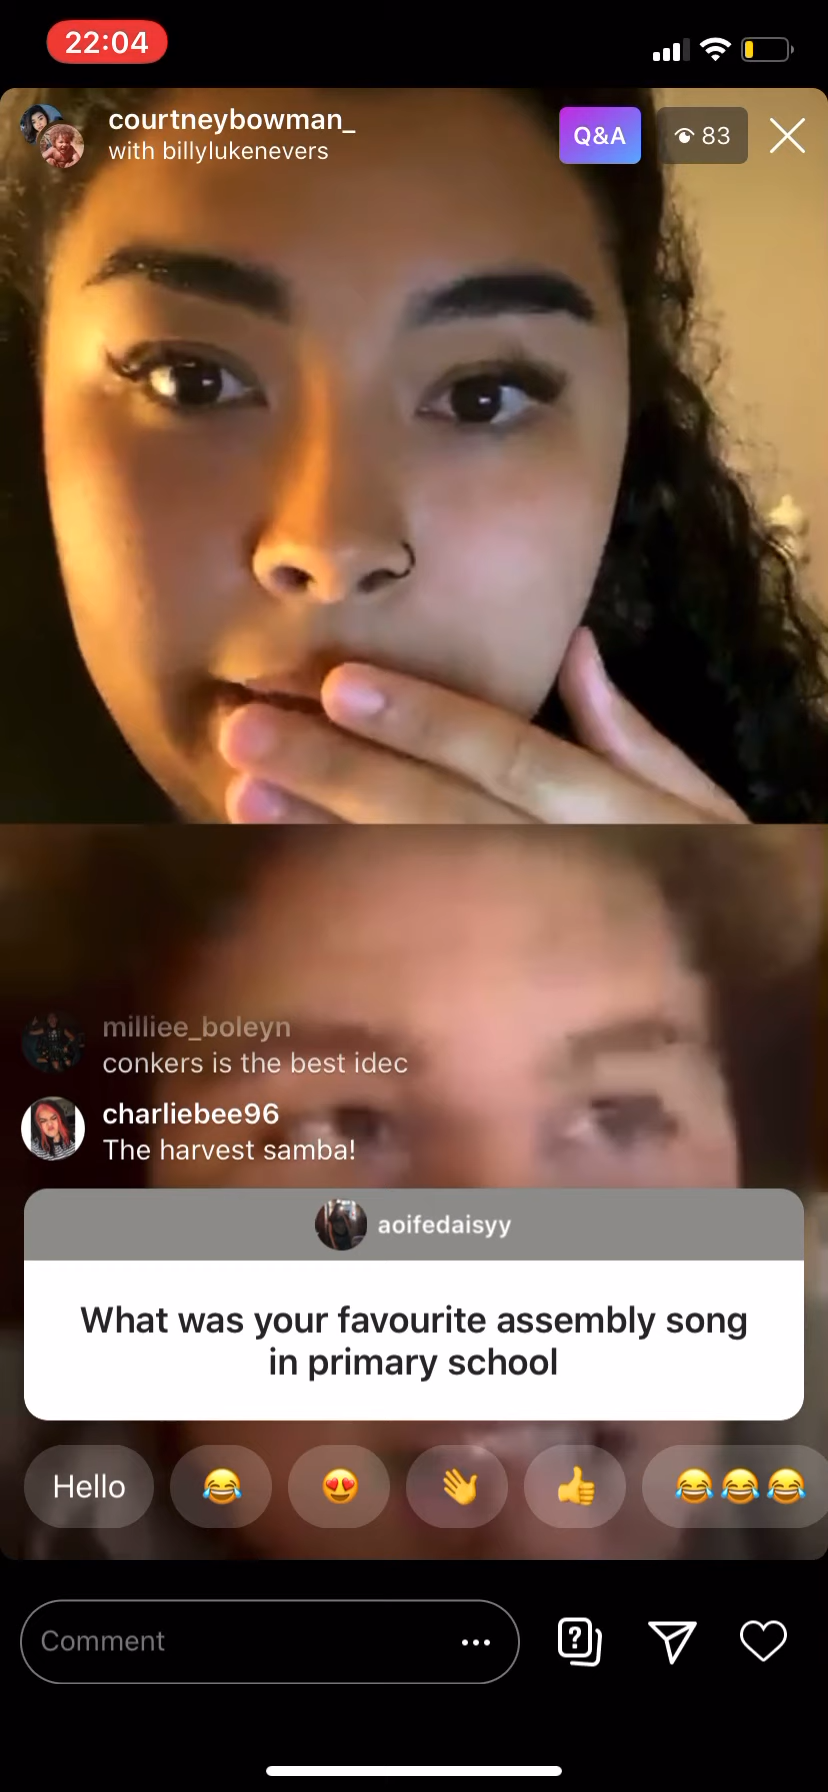 22:04
courtneybowman_
with billylukenevers
Q&A
83
milliee_boleyn
conkers is the best idec
charliebee96
The harvest samba!
aoifedaisyy
What was your favourite assembly song
in primary school
Hello
Comment